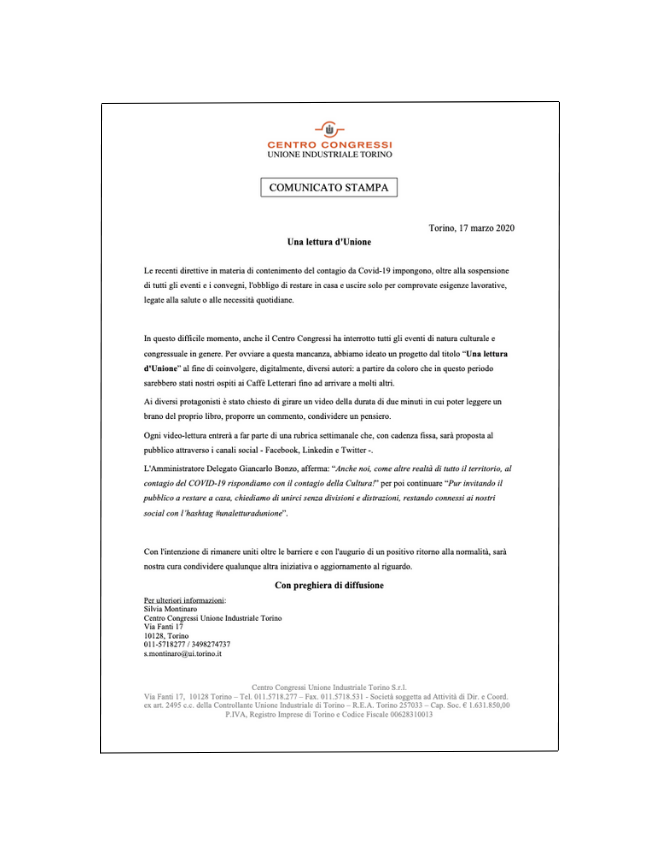 CENTRO CONGRESSI
UNIONE INDUSTRIALE TORINO
COMUNICATO STAMPA
Torino, 17 marzo 2020
Una lettura d'Unione
Le recenti direttive in materia di contenimento del contagio da Covid-19 impongono, oltre alla sospensione
di tutti gli eventi e i convegni, l'obbligo di restare in casa e uscire solo per comprovate esigenze lavorative,
legate alla salute o alle necessità quotidiane.
In questo difficile momento, anche il Centro Congressi ha interrotto tutti gli eventi di natura culturale e
congressuale in genere. Per ovviare a questa mancanza, abbiamo ideato un progetto dal titolo “Una lettura
d'Unione” al fine di coinvolgere, digitalmente, diversi autori: a partire da coloro che in questo periodo
sarebbero stati nostri ospiti ai Caffè Letterari fino ad arrivare a molti altri.
Ai diversi protagonisti è stato chiesto di girare un video della durata di due minuti in cui poter leggere un
brano del proprio libro, proporre un commento, condividere un pensiero.
Ogni video-lettura entrerà a far parte di una rubrica settimanale che, con cadenza fissa, sarà proposta al
pubblico attraverso i canali social - Facebook, Linkedin e Twitter -.
L'Amministratore Delegato Giancarlo Bonzo, afferma: “Anche noi, come altre realtà di tutto il territorio, al
contagio del COVID-19 rispondiamo con il contagio della Cultura!” per poi continuare “Pur invitando il
pubblico a restare a casa, chiediamo di unirci senza divisioni e distrazioni, restando connessi ai nostri
social con l'hashtag #unaletturadunione”.
Con l'intenzione di rimanere uniti oltre le barriere e con l'augurio di un positivo ritorno alla normalità, sarà
nostra cura condividere qualunque altra iniziativa o aggiornamento al riguardo.
Con preghiera di diffusione
Per ulteriori informazioni:
Silvia Montinaro
Centro Congressi Unione Industriale Torino
Via Fanti 17
10128, Torino
011-5718277 / 3498274737
s.montinaro@ui.torino.it
Centro Congressi Unione Industriale Torino S.r.l.
Via Fanti 17, 10128 Torino – Tel. 011.5718.277 – Fax. 011.5718.531 - Società soggetta ad Attività di Dir. e Coord.
ex art. 2495 c.c. della Controllante Unione Industriale di Torino – R.E.A. Torino 257033 – Cap. Soc. € 1.631.850,00
P.IVA, Registro Imprese di Torino e Codice Fiscale 00628310013